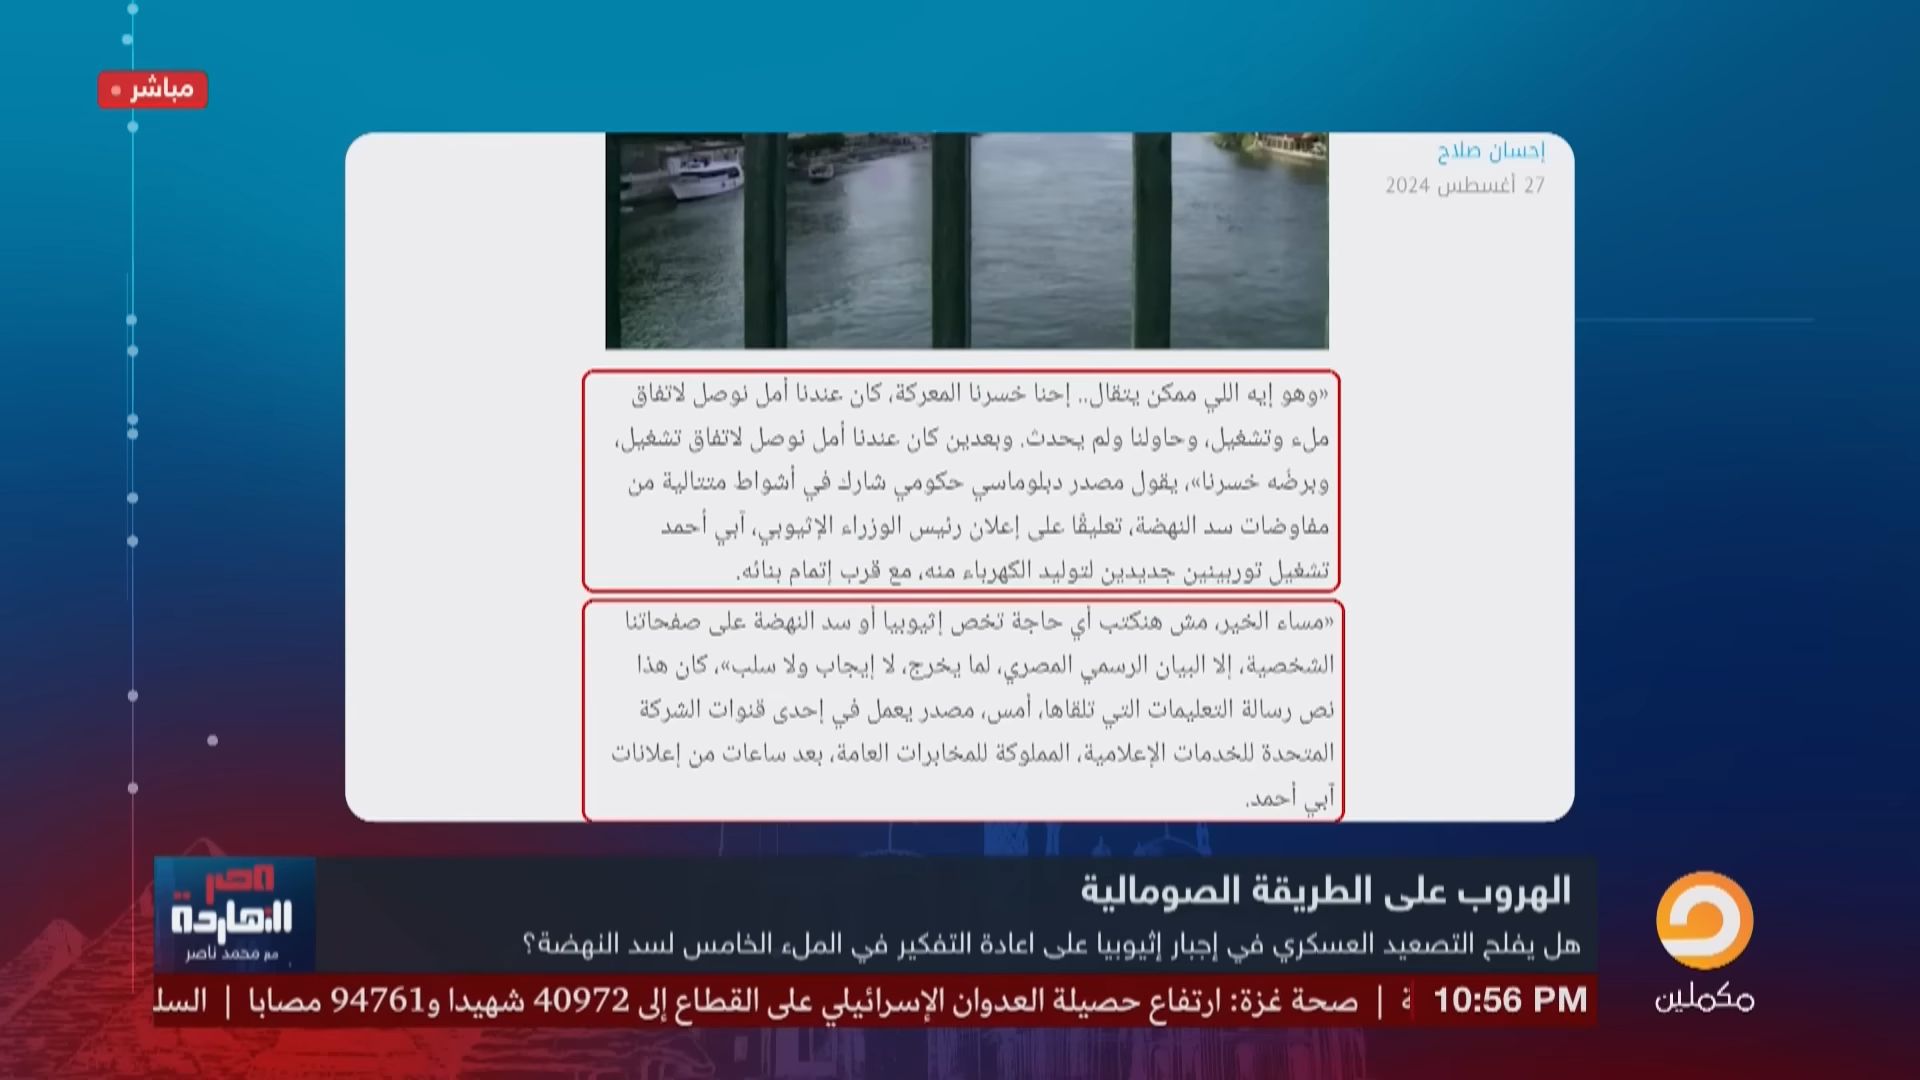 مباشر
إحسان صلاح
27 أغسطس 2024
«وهو إيه اللي ممكن يتقال.. إحنا خسرنا المعركة، كان عندنا أمل نوصل لاتفاق
ملء وتشغيل، وحاولنا ولم يحدث. وبعدين كان عندنا أمل نوصل لاتفاق تشغيل،
وبرضُه خسرنا»، يقول مصدر دبلوماسي حكومي شارك في أشواط متتالية من
مفاوضات سد النهضة، تعليقًا على إعلان رئيس الوزراء الإثيوبي، آبي أحمد
تشغيل توربينين جديدين لتوليد الكهرباء منه، مع قرب إتمام بنائه.
«مساء الخير، مش هنكتب أي حاجة تخص إثيوبيا أو سد النهضة على صفحاتنا
الشخصية، إلا البيان الرسمي المصري، لما يخرج، لا إيجاب ولا سلب»، كان هذا
نص رسالة التعليمات التي تلقاها، أمس، مصدر يعمل في إحدى قنوات الشركة
المتحدة للخدمات الإعلامية، المملوكة للمخابرات العامة، بعد ساعات من إعلانات
آبي أحمد.
الهروب على الطريقة الصومالية
هل يفلح التصعيد العسكري في إجبار إثيوبيا على اعادة التفكير في الملء الخامس لسد النهضة؟
مصر
النهاردة
مع محمد ناصر
10:56 PM
ة | صحة غزة: ارتفاع حصيلة العدوان الإسرائيلي على القطاع إلى 40972 شهيدا و94761 مصابا | السل
مكملين